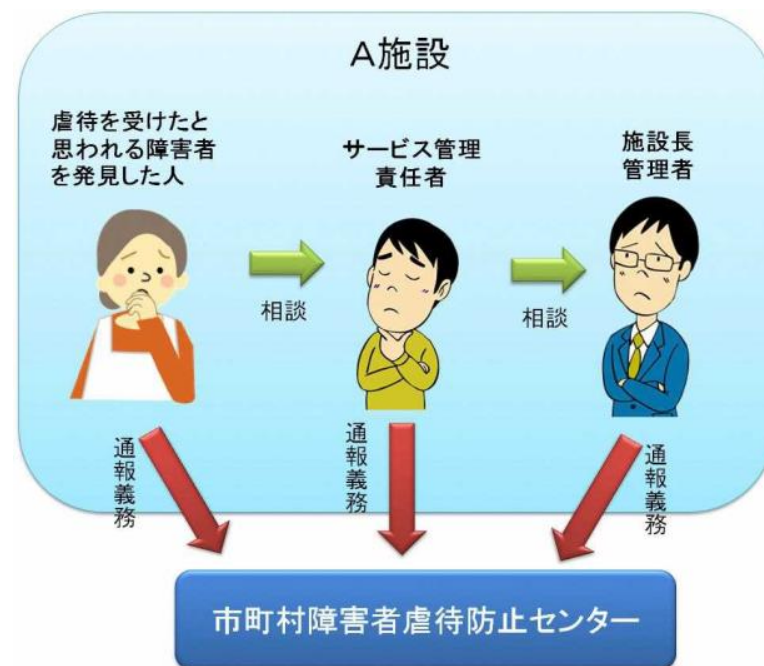 A施設
虐待を受けたと
思われる障害者
を発見した人
サービス管理
責任者
施設長
管理者
相談
相談
通報義務
通報義務
通報義務
市町村障害者虐待防止センター